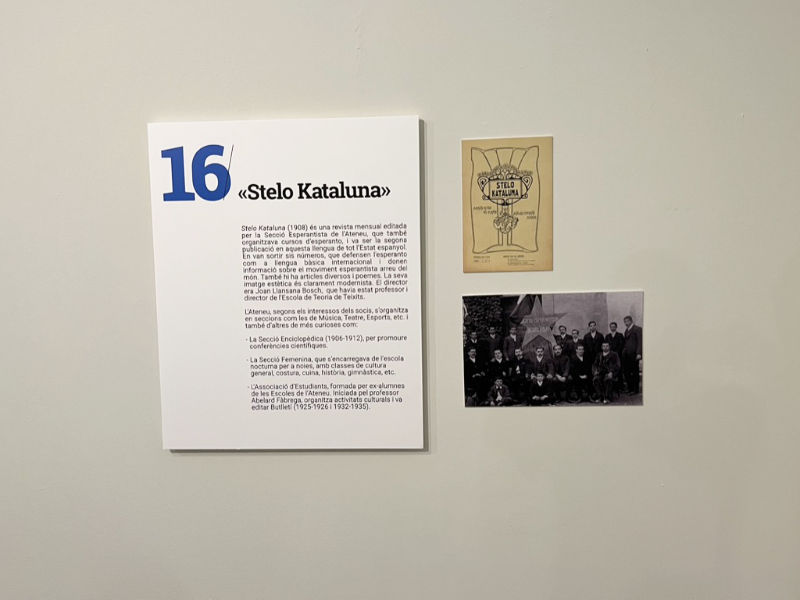 16
«Stelo Kataluna»
Stelo Kataluna (1908) és una revista mensual editada
per la Secció Esperantista de l'Ateneu, que també
organitzava cursos d'esperanto, i va ser la segona
publicació en aquesta llengua de tot l'Estat espanyol.
En van sortir sis números, que defensen l'esperanto
com a llengua bàsica internacional i donen
informació sobre el moviment esperantista arreu del
món. També hi ha articles diversos i poemes. La seva
imatge estètica és clarament modernista. El director
era Joan Llansana Bosch, que havia estat professor i
director de l'Escola de Teoria de Teixits.
L'Ateneu, segons els interessos dels socis, s'organitza
en seccions com les de Música, Teatre, Esports, etc. i
també d'altres de més curioses com:
- La Secció Enciclopèdica (1906-1912), per promoure
conferències científiques.
- La Secció Femenina, que s'encarregava de l'escola
nocturna per a noies, amb classes de cultura
general, costura, cuina, història, gimnàstica, etc.
- L'Associació d'Estudiants, formada per ex-alumnes
de les Escoles de l'Ateneu. Iniciada pel professor
Abelard Fàbrega, organitza activitats culturals i va
editar Butlletí (1925-1926 i 1932-1935).
STELO
KATALUNA